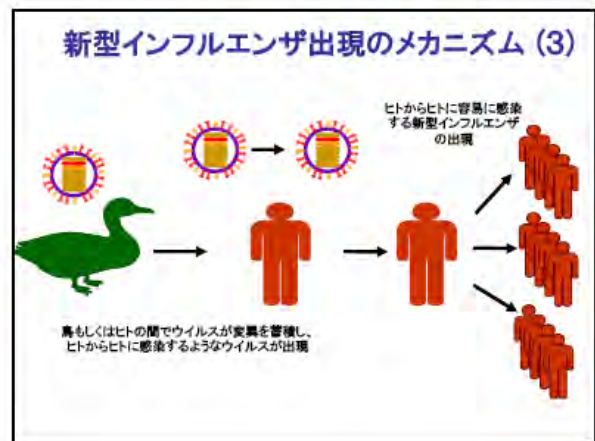 新型インフルエンザ出現のメカニズム (3)
ヒトからヒトに容易に感染
する新型インフルエンザ
の出現
鳥もしくはヒトの間でウイルスが変異を蓄積し、
ヒトからヒトに感染するようなウイルスが出現